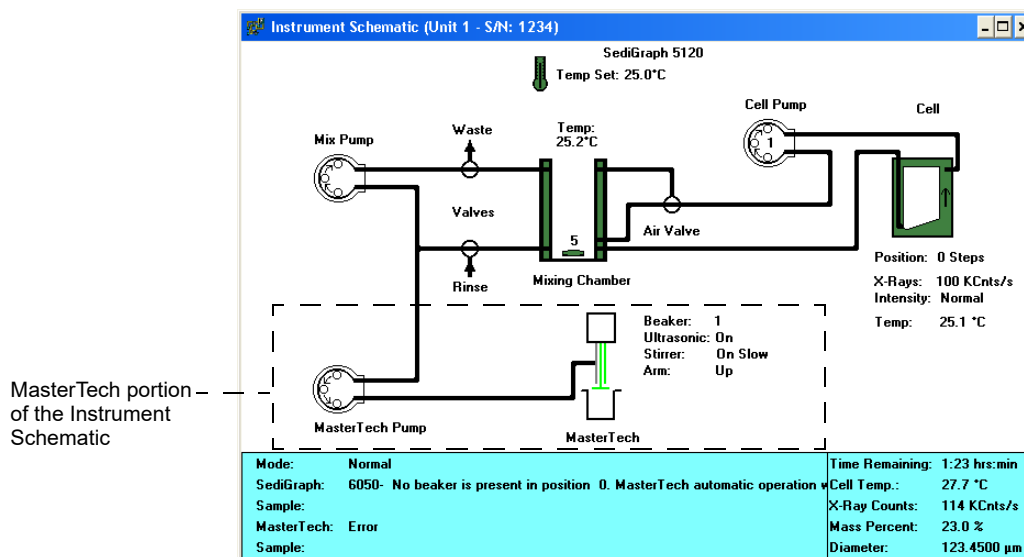 Instrument Schematic (Unit 1 - S/N: 1234)
SediGraph 5120
Temp Set: 25.0°C
Cell Pump
Cell
Mix Pump
Waste
Temp:
25.2°C
1
Valves
Air Valve
5
Rinse
Mixing Chamber
Position: 0 Steps
X-Rays: 100 KCnts/s
Intensity: Normal
Temp: 25.1 °C
Beaker: 1
Ultrasonic: On
Stirrer: On Slow
Arm: Up
MasterTech portion
of the Instrument
Schematic
MasterTech Pump
MasterTech
Mode: Normal
SediGraph: 6050- No beaker is present in position 0. MasterTech automatic operation
Sample:
MasterTech: Error
Sample:
Time Remaining: 1:23 hrs:min
Cell Temp.: 27.7 °C
X-Ray Counts: 114 KCnts/s
Mass Percent: 23.0 %
Diameter: 123.4500 µm